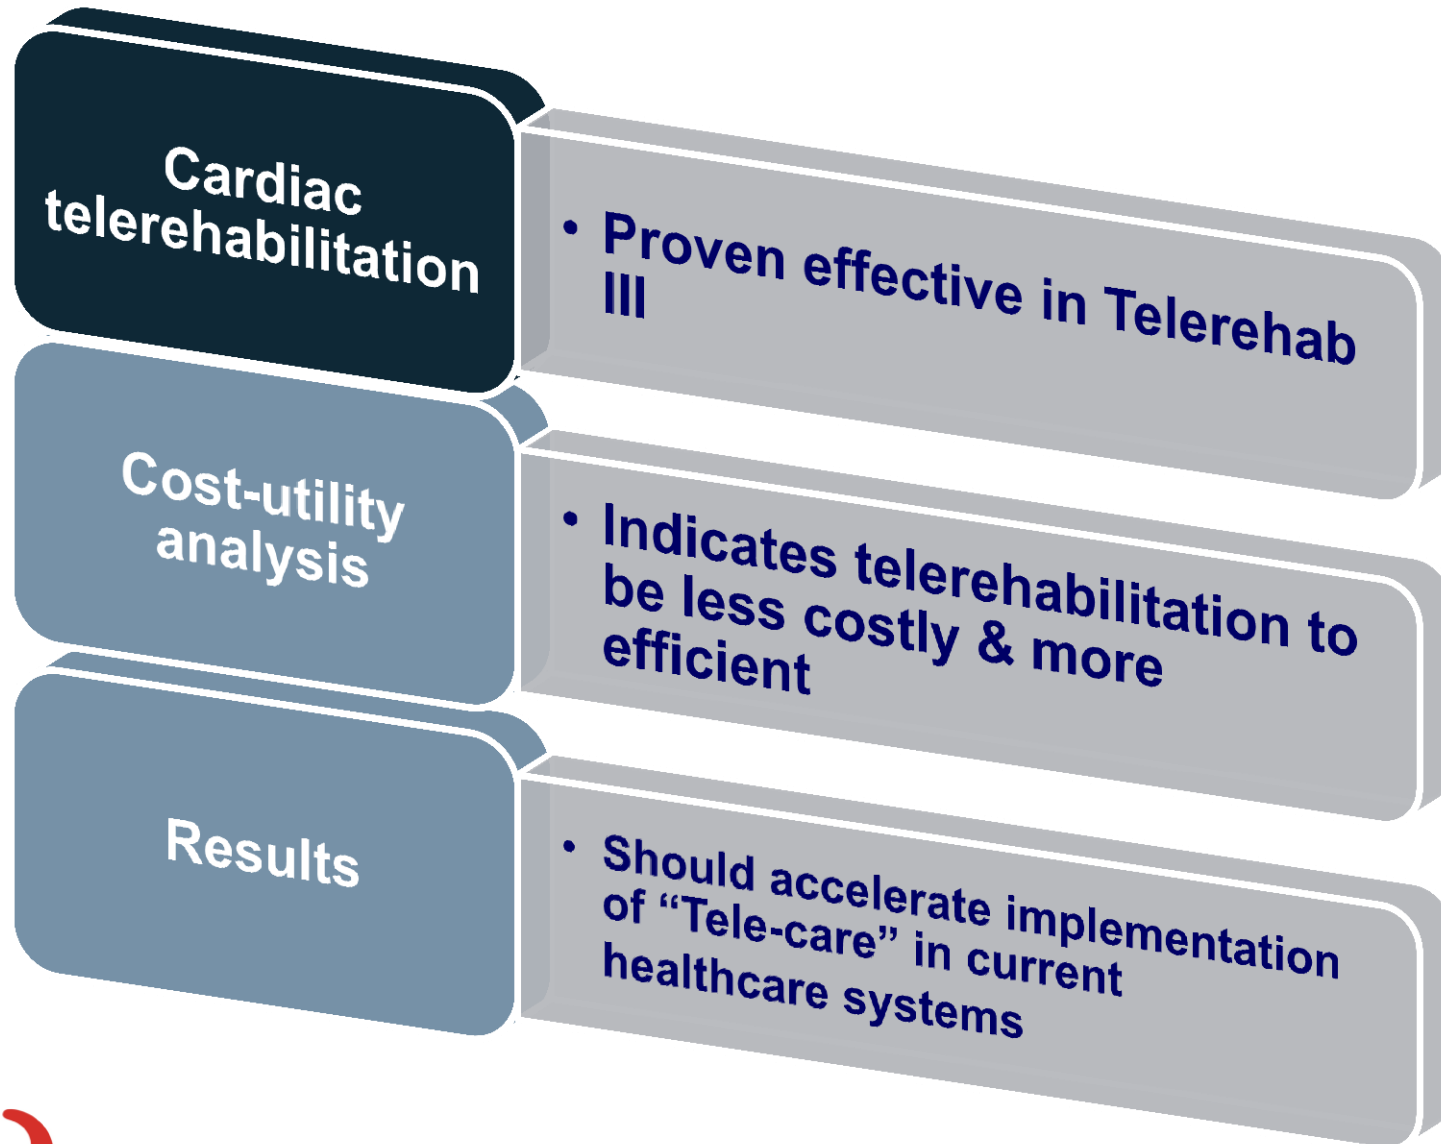 Cardiac
telerehabilitation
• Proven effective in Telerehab
III
Cost-utility
analysis
• Indicates telerehabilitation to
be less costly & more
efficient
Results
• Should accelerate implementation
of “Tele-care” in current
healthcare systems